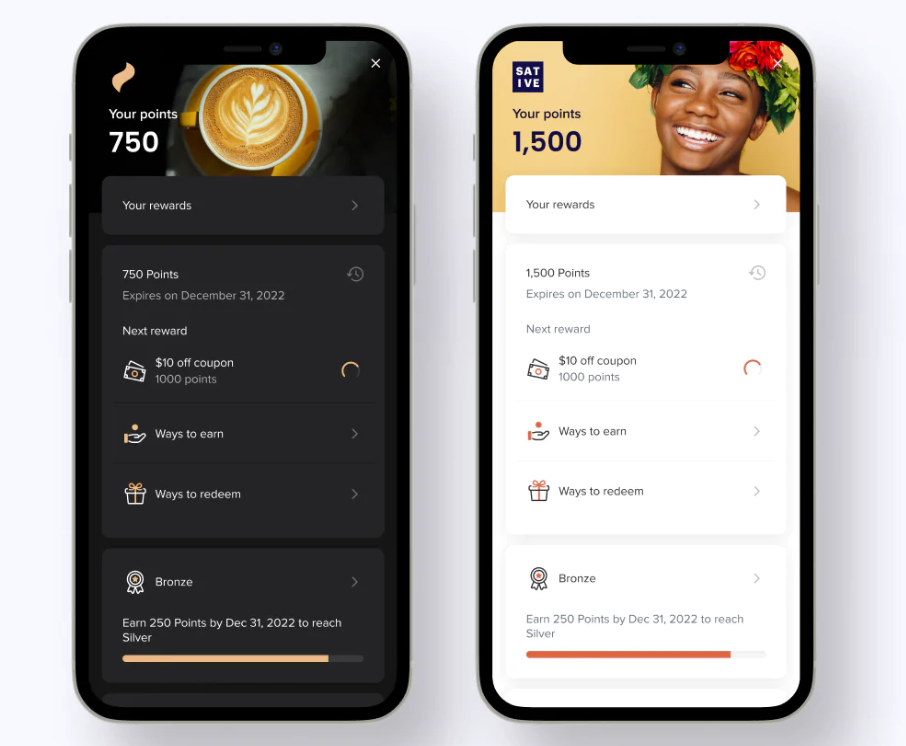 Your points
750
Your rewards
750 Points
Expires on December 31, 2022
Next reward
$10 off coupon
1000 points
Ways to earn
Ways to redeem
Bronze
Earn 250 Points by Dec 31, 2022 to reach
Silver
SAT
IVE
Your points
1,500
Your rewards
1,500 Points
Expires on December 31, 2022
Next reward
$10 off coupon
1000 points
Ways to earn
Ways to redeem
Bronze
Earn 250 Points by Dec 31, 2022 to reach
Silver